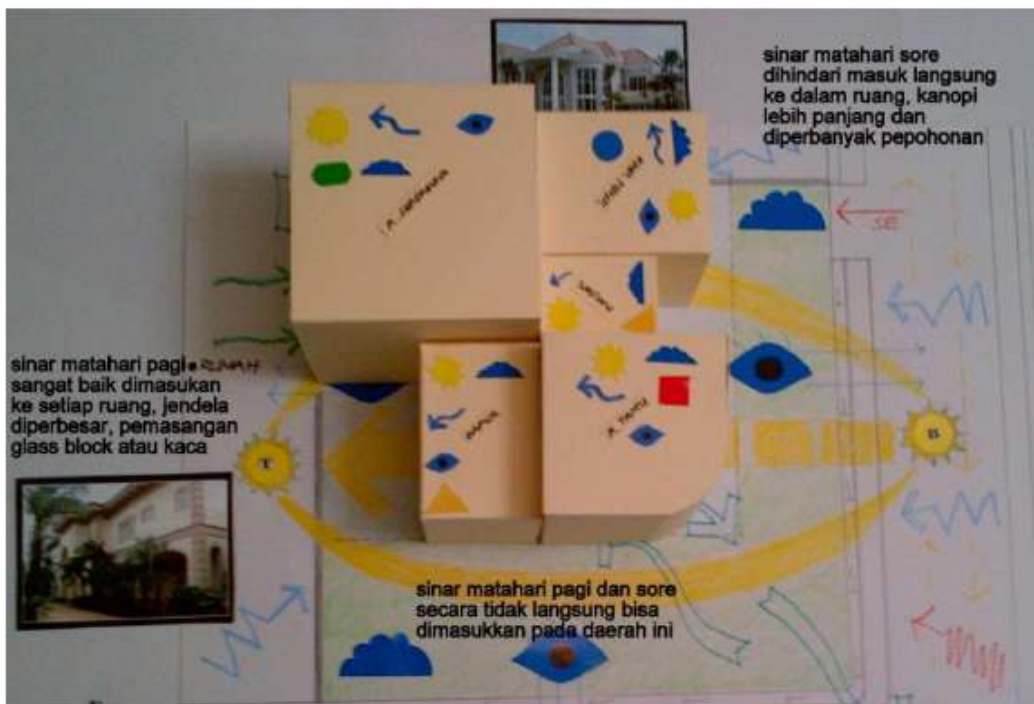 sinar matahari sore
dihindari masuk langsung
ke dalam ruang, kanopi
lebih panjang dan
diperbanyak pepohonan
SE
sinar matahari pagi
sangat baik dimasukan
ke setiap ruang, jendela
diperbesar, pemasangan
glass block atau kaca
R. TAMU
T
B
sinar matahari pagi dan sore
secara tidak langsung bisa
dimasukkan pada daerah ini